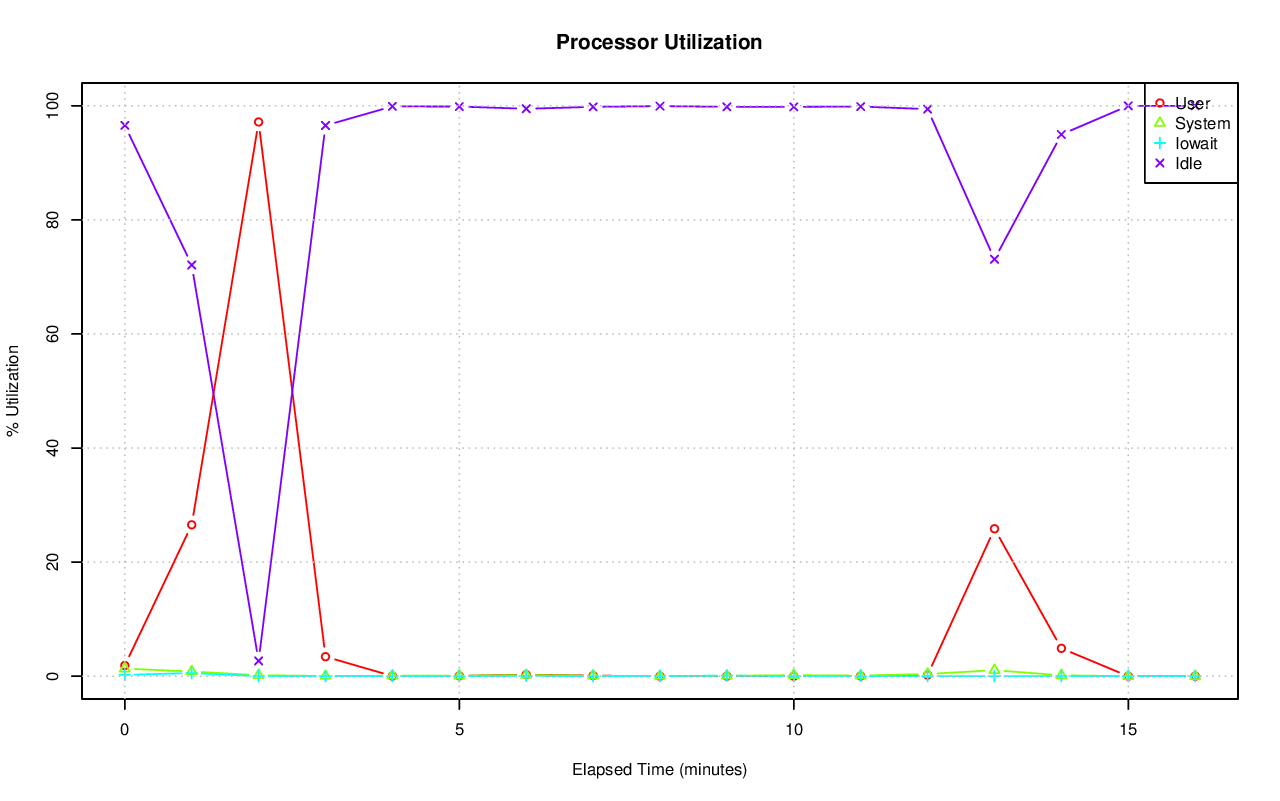 Processor Utilization
% Utilization
100
80
60
40
20
0
User
System
Iowait
Idle
0 5 10 15
Elapsed Time (minutes)